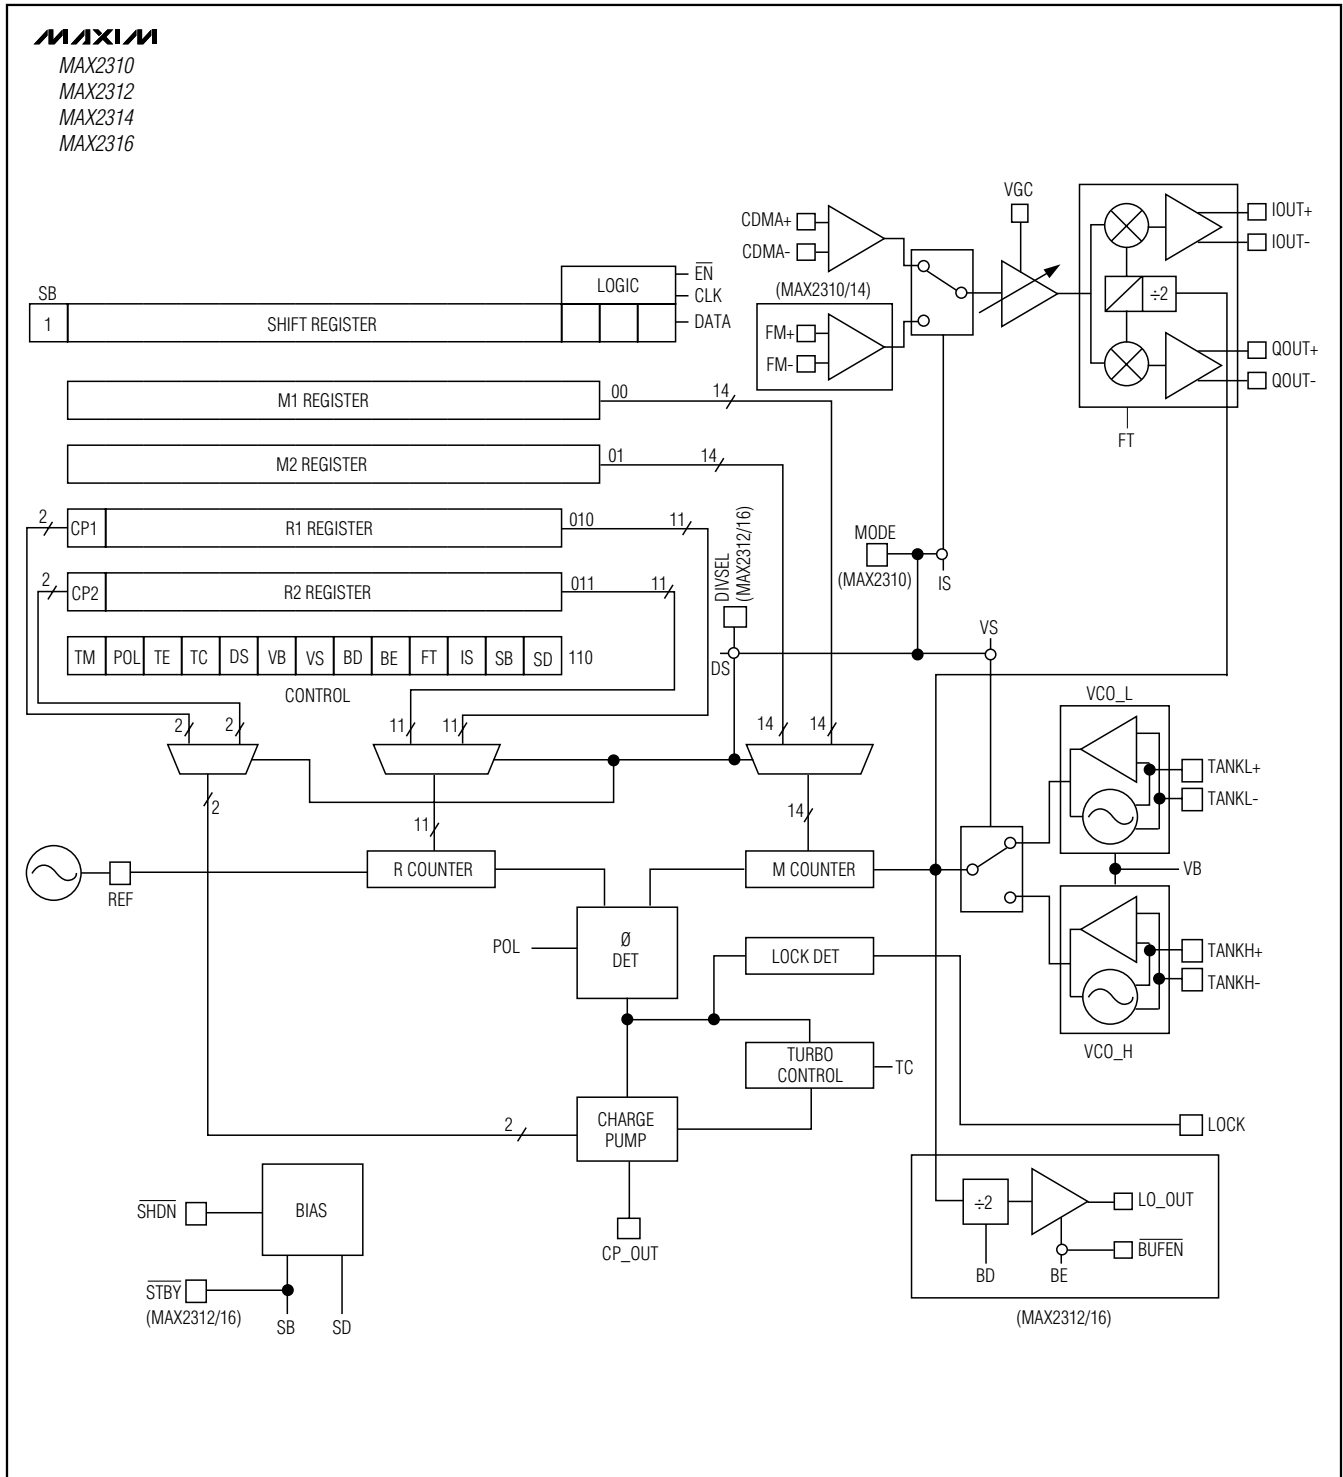 MAXIM
MAX2310
MAX2312
MAX2314
MAX2316
VGC
CDMA+
CDMA-
IOUT+
IOUT-
(MAX2310/14)
÷2
FM+
FM-
QOUT+
QOUT-
FT
SB
LOGIC
EN
CLK
1
SHIFT REGISTER
DATA
M1 REGISTER
00
14
M2 REGISTER
01
14
2
CP1
R1 REGISTER
010
11
2
CP2
R2 REGISTER
011
11
DIVSEL
(MAX2312/16)
MODE
(MAX2310)
IS
TM
POL
TE
TC
DS
VB
VS
BD
BE
FT
IS
SB
SD
110
CONTROL
DS
VS
2
2
11
11
14
14
2
11
14
VCO_L
TANKL+
TANKL-
REF
R COUNTER
M COUNTER
VB
POL
Ø
DET
LOCK DET
TANKH+
TANKH-
VCO_H
TURBO
CONTROL
TC
2
CHARGE
PUMP
LOCK
CP_OUT
SHDN
BIAS
STBY
(MAX2312/16)
SB
SD
÷2
LO_OUT
BUFEN
BD
BE
(MAX2312/16)